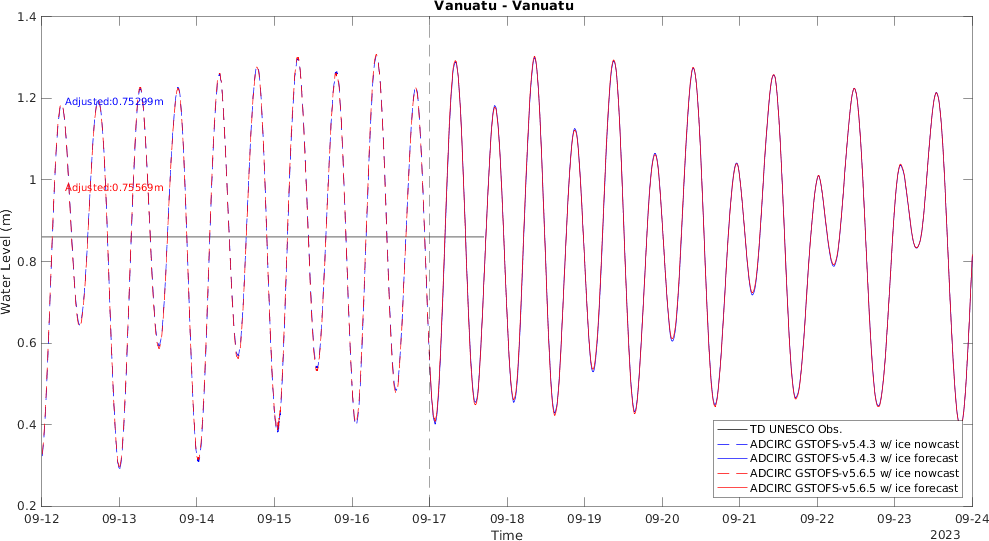 Vanuatu - Vanuatu
1.4
1.2
1
0.8
0.6
0.4
0.2
Water Level (m)
Adjusted:0.75299m
Adjusted:0.75569m
TD UNESCO Obs.
ADCIRC GSTOFS-v5.4.3 w/ ice nowcast
ADCIRC GSTOFS-v5.4.3 w/ ice forecast
ADCIRC GSTOFS-v5.6.5 w/ ice nowcast
ADCIRC GSTOFS-v5.6.5 w/ ice forecast
09-12 09-13 09-14 09-15 09-16 09-17 09-18 09-19 09-20 09-21 09-22 09-23 09-24
Time
2023